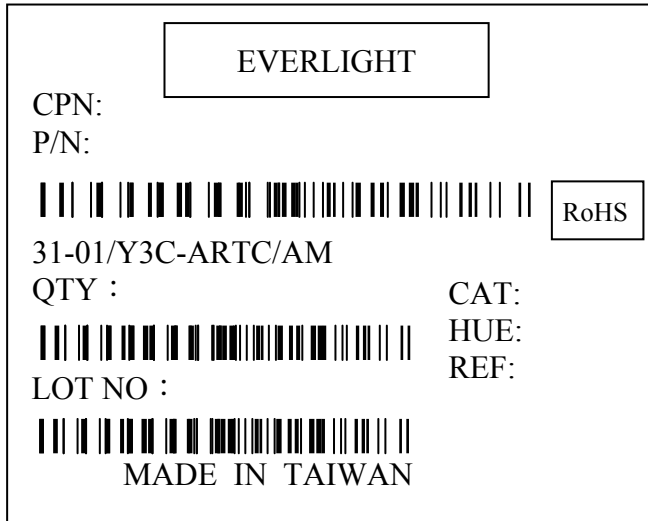 EVERLIGHT
CPN:
P/N:
RoHS
31-01/Y3C-ARTC/AM
QTY：
CAT:
HUE:
REF:
LOT NO：
MADE IN TAIWAN